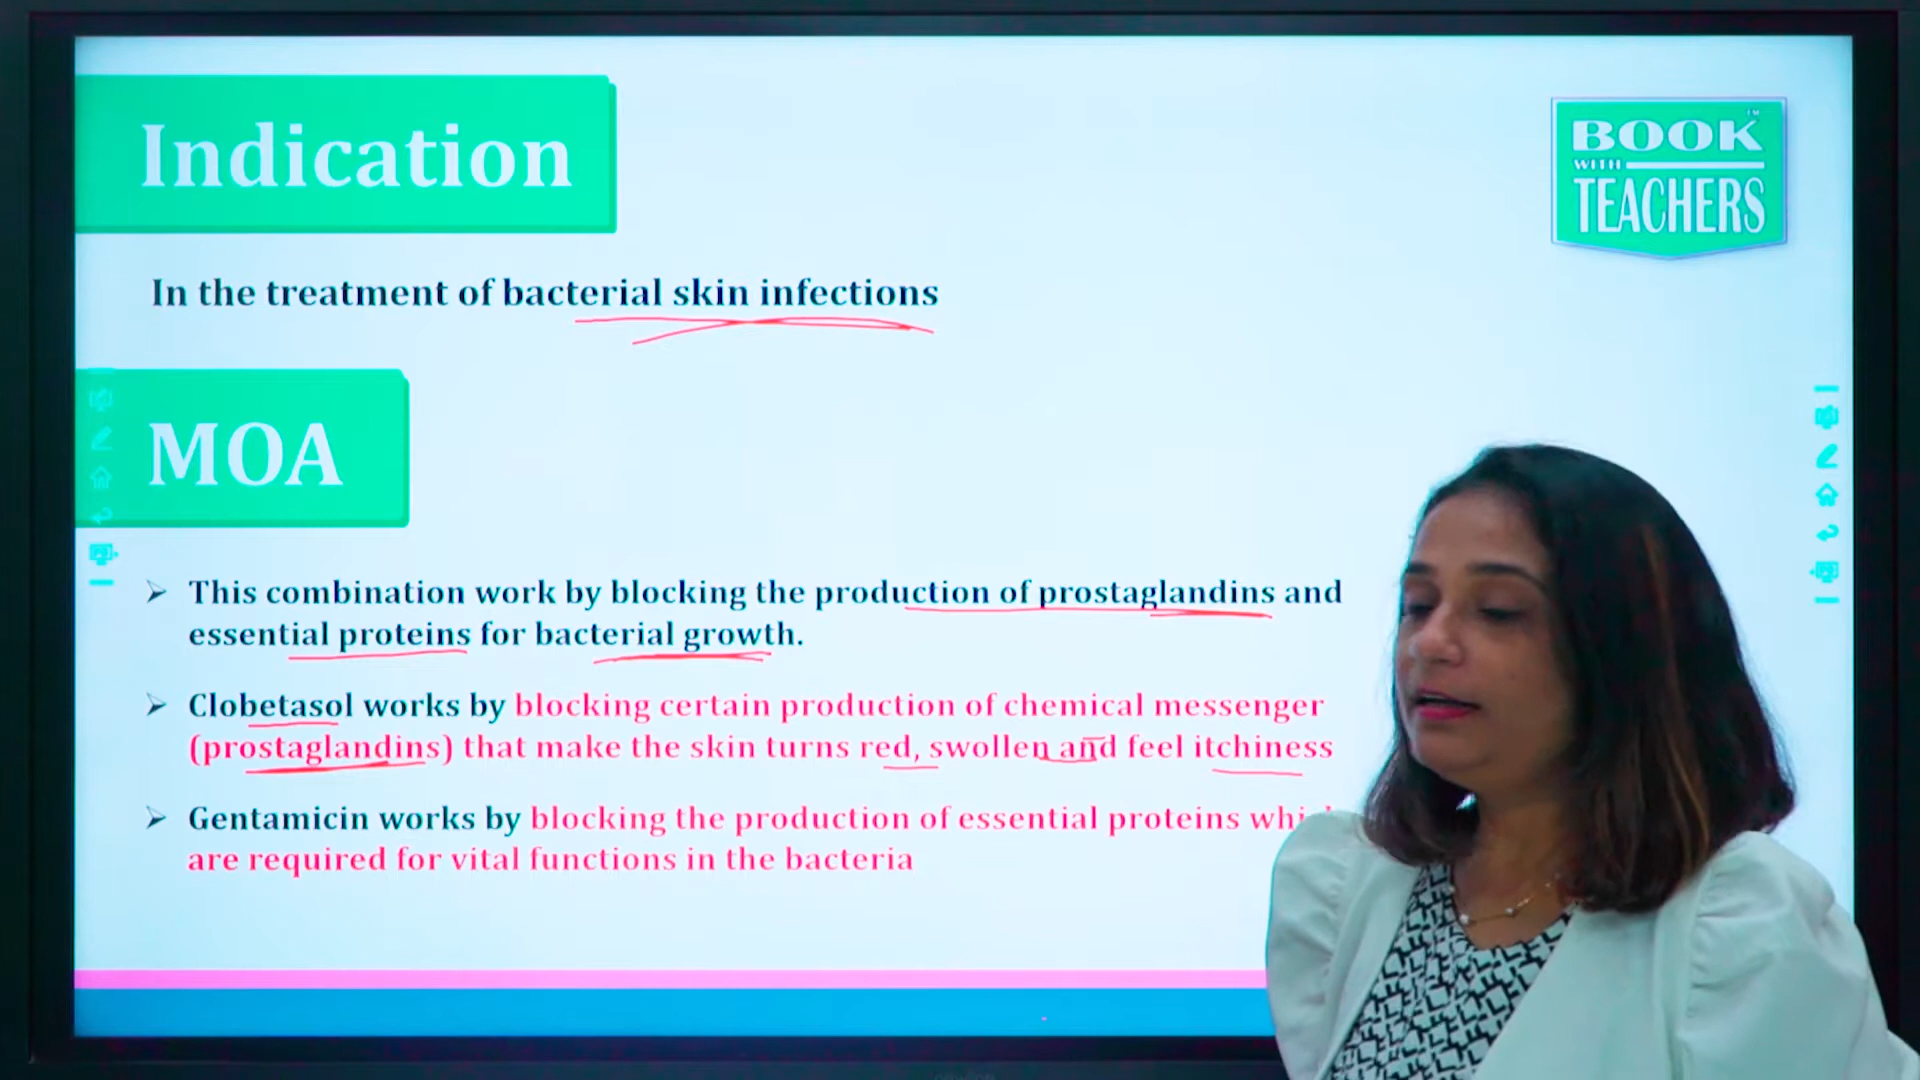 Indication
BOOK
WITH
TEACHERS
In the treatment of bacterial skin infections
MOA
➢ This combination work by blocking the production of prostaglandins and
essential proteins for bacterial growth.
➢ Clobetasol works by blocking certain production of chemical messenger
(prostaglandins) that make the skin turns red, swollen and feel itchiness
➢ Gentamicin works by blocking the production of essential proteins
are required for vital functions in the bacteria